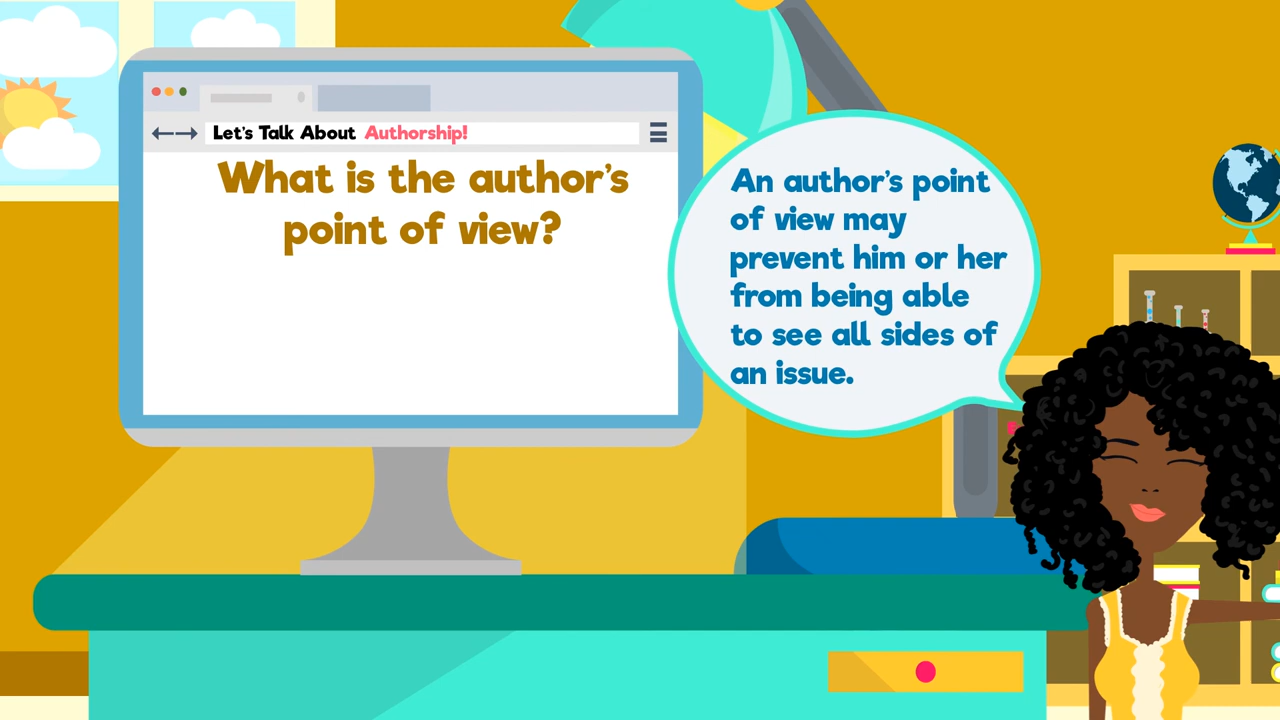 Let's Talk About Authorship!
What is the author's
point of view?
An author's point
of view may
prevent him or her
from being able
to see all sides of
an issue.